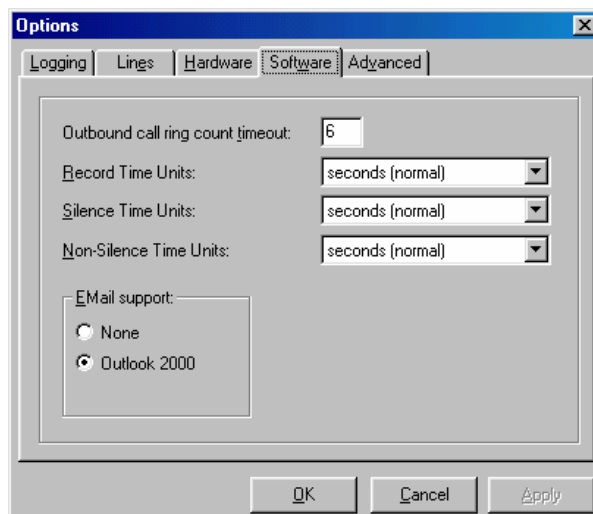 Options
Logging Lines Hardware Software Advanced
Outbound call ring count timeout: 6
Record Time Units: seconds (normal)
Silence Time Units: seconds (normal)
Non-Silence Time Units: seconds (normal)
EMail support:
None
Outlook 2000
OK Cancel Apply